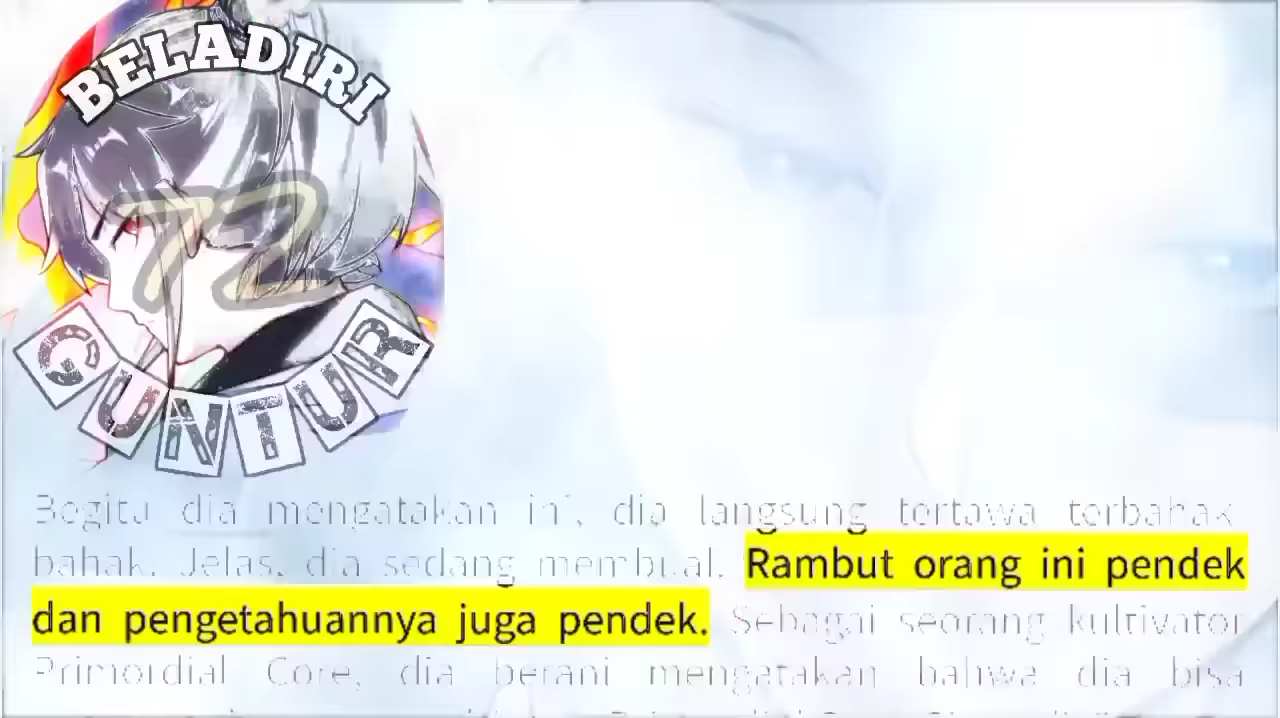 BELADIRI
72
GUNTUR
Begitu dia mengatakan ini, dia langsung tertawa terbahak-
bahak. Jelas, dia sedang membual. Rambut orang ini pendek
dan pengetahuannya juga pendek. Sebagai seorang kultivator
Primordial Core, dia berani mengatakan bahwa dia bisa